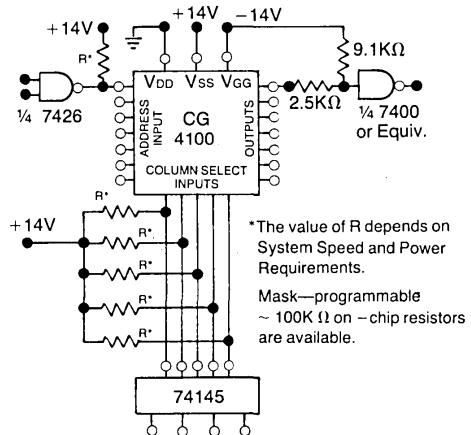 +14V
+14V
-14V
R*
9.1KΩ
VDD
VSS
VGG
2.5KΩ
¼ 7426
CG
4100
ADDRESS
INPUT
OUTPUTS
¼ 7400
or Equiv.
COLUMN SELECT
INPUTS
R*
+14V
R*
R*
R*
R*
*The value of R depends on
System Speed and Power
Requirements.
Mask—programmable
~ 100K Ω on –chip resistors
are available.
74145